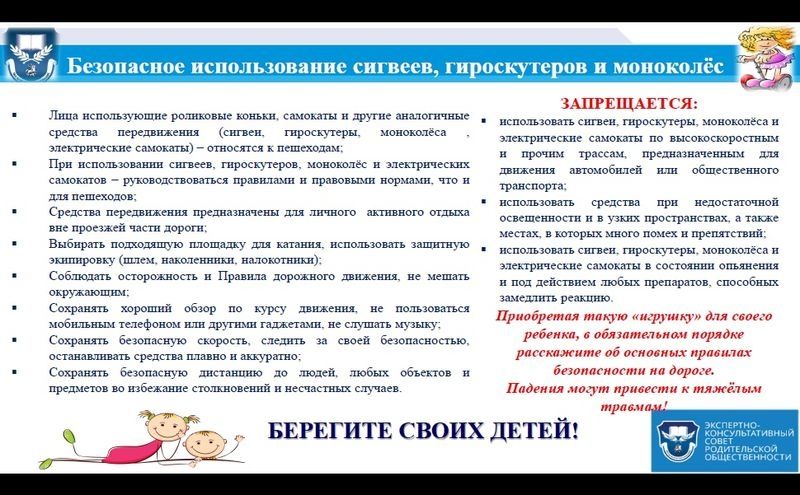 Безопасное использование сигвеев, гироскутеров и моноколёс
Лица использующие роликовые коньки, самокаты и другие аналогичные
средства передвижения (сигвеи, гироскутеры, моноколёса ,
электрические самокаты) – относятся к пешеходам;
При использовании сигвеев, гироскутеров, моноколёс и электрических
самокатов – руководствоваться правилами и правовыми нормами, что и
для пешеходов;
Средства передвижения предназначены для личного активного отдыха
вне проезжей части дороги;
Выбирать подходящую площадку для катания, использовать защитную
экипировку (шлем, наколенники, налокотники);
Соблюдать осторожность и Правила дорожного движения, не мешать
окружающим;
Сохранять хороший обзор по курсу движения, не пользоваться
мобильным телефоном или другими гаджетами, не слушать музыку;
Сохранять безопасную скорость, следить за своей безопасностью,
останавливать средства плавно и аккуратно;
Сохранять безопасную дистанцию до людей, любых объектов и
предметов во избежание столкновений и несчастных случаев.
ЗАПРЕЩАЕТСЯ:
использовать сигвеи, гироскутеры, моноколёса и
электрические самокаты по высокоскоростным
и прочим трассам, предназначенным для
движения автомобилей или общественного
транспорта;
использовать средства при недостаточной
освещенности и в узких пространствах, а также
местах, в которых много помех и препятствий;
использовать сигвеи, гироскутеры, моноколёса и
электрические самокаты в состоянии опьянения
и под действием любых препаратов, способных
замедлить реакцию.
Приобретая такую «игрушку» для своего
ребенка, в обязательном порядке
расскажите об основных правилах
безопасности на дороге.
Падения могут привести к тяжёлым
травмам!
БЕРЕГИТЕ СВОИХ ДЕТЕЙ!
ЭКСПЕРТНО-
КОНСУЛЬТАТИВНЫЙ
СОВЕТ
РОДИТЕЛЬСКОЙ
ОБЩЕСТВЕННОСТИ